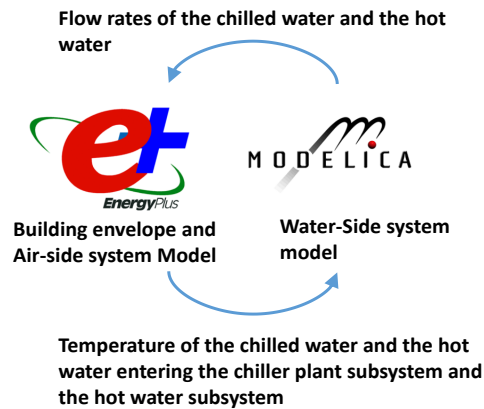 Flow rates of the chilled water and the hot
water
e+
EnergyPlus
MODELICA
Building envelope and
Air-side system Model
Water-Side system
model
Temperature of the chilled water and the hot
water entering the chiller plant subsystem and
the hot water subsystem